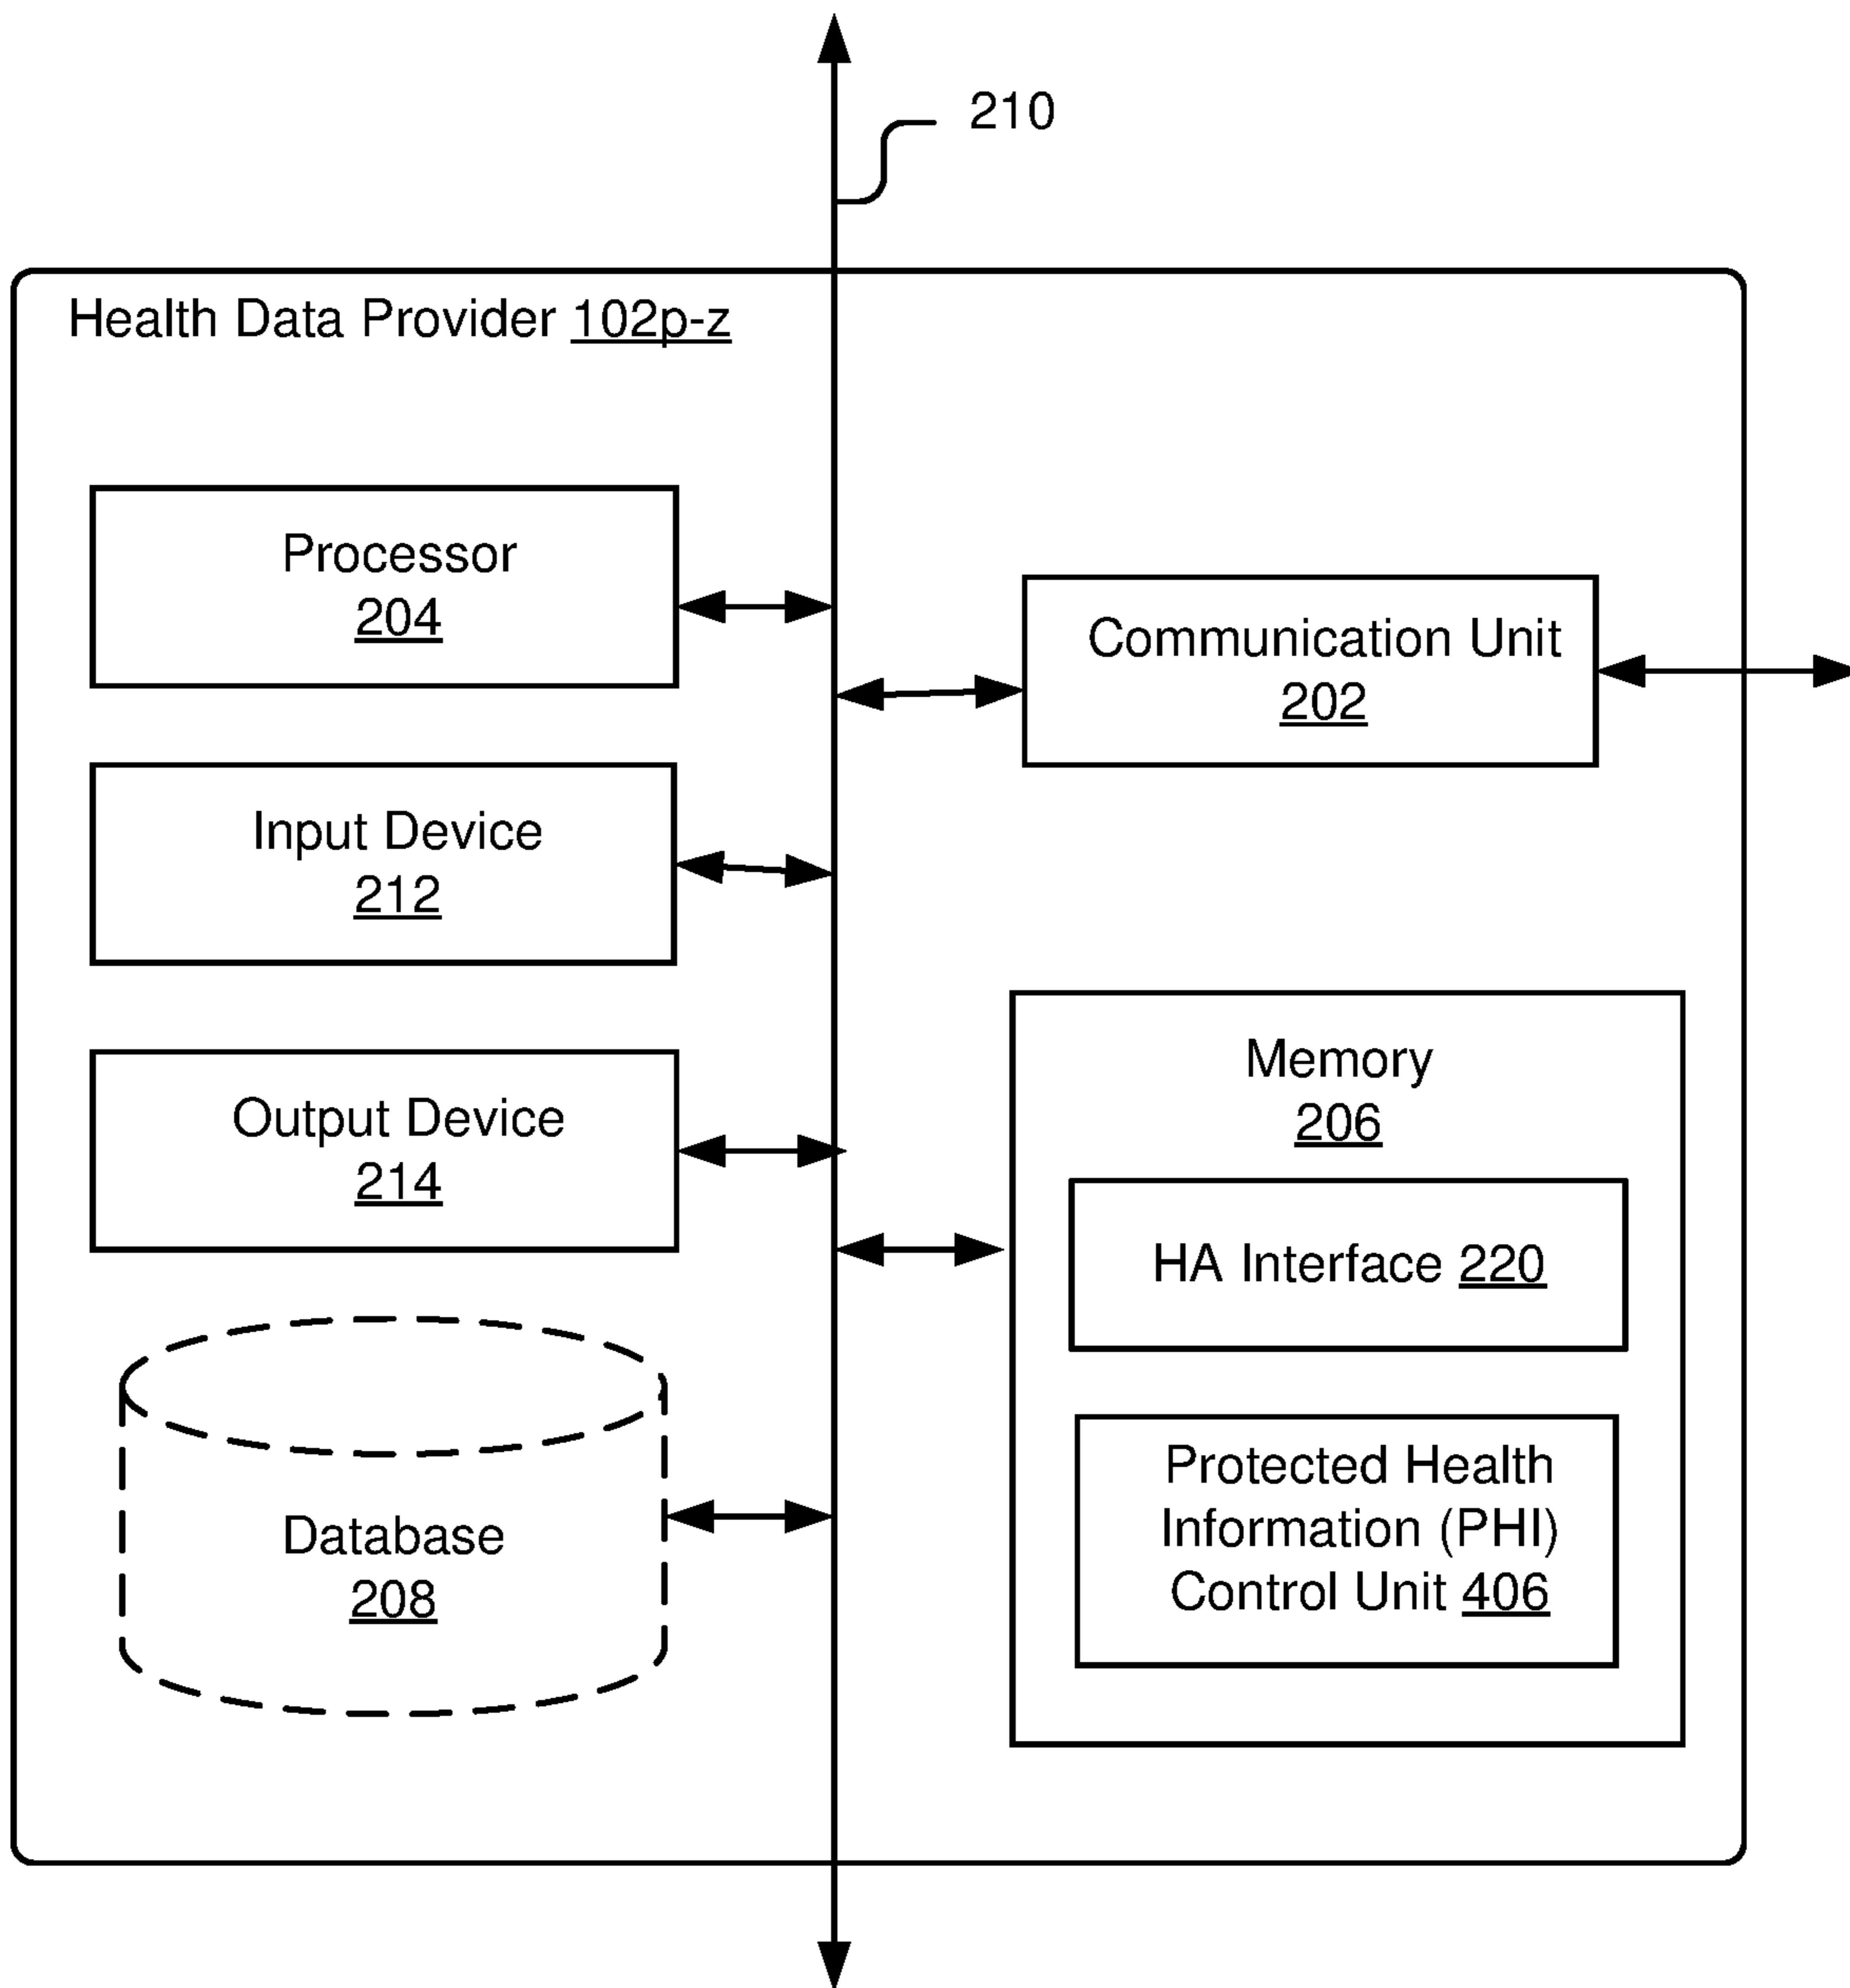 210
Health Data Provider 102p-z
Processor
204
Communication Unit
202
Input Device
212
Output Device
214
Memory
206
HA Interface 220
Protected Health
Information (PHI)
Control Unit 406
Database
208